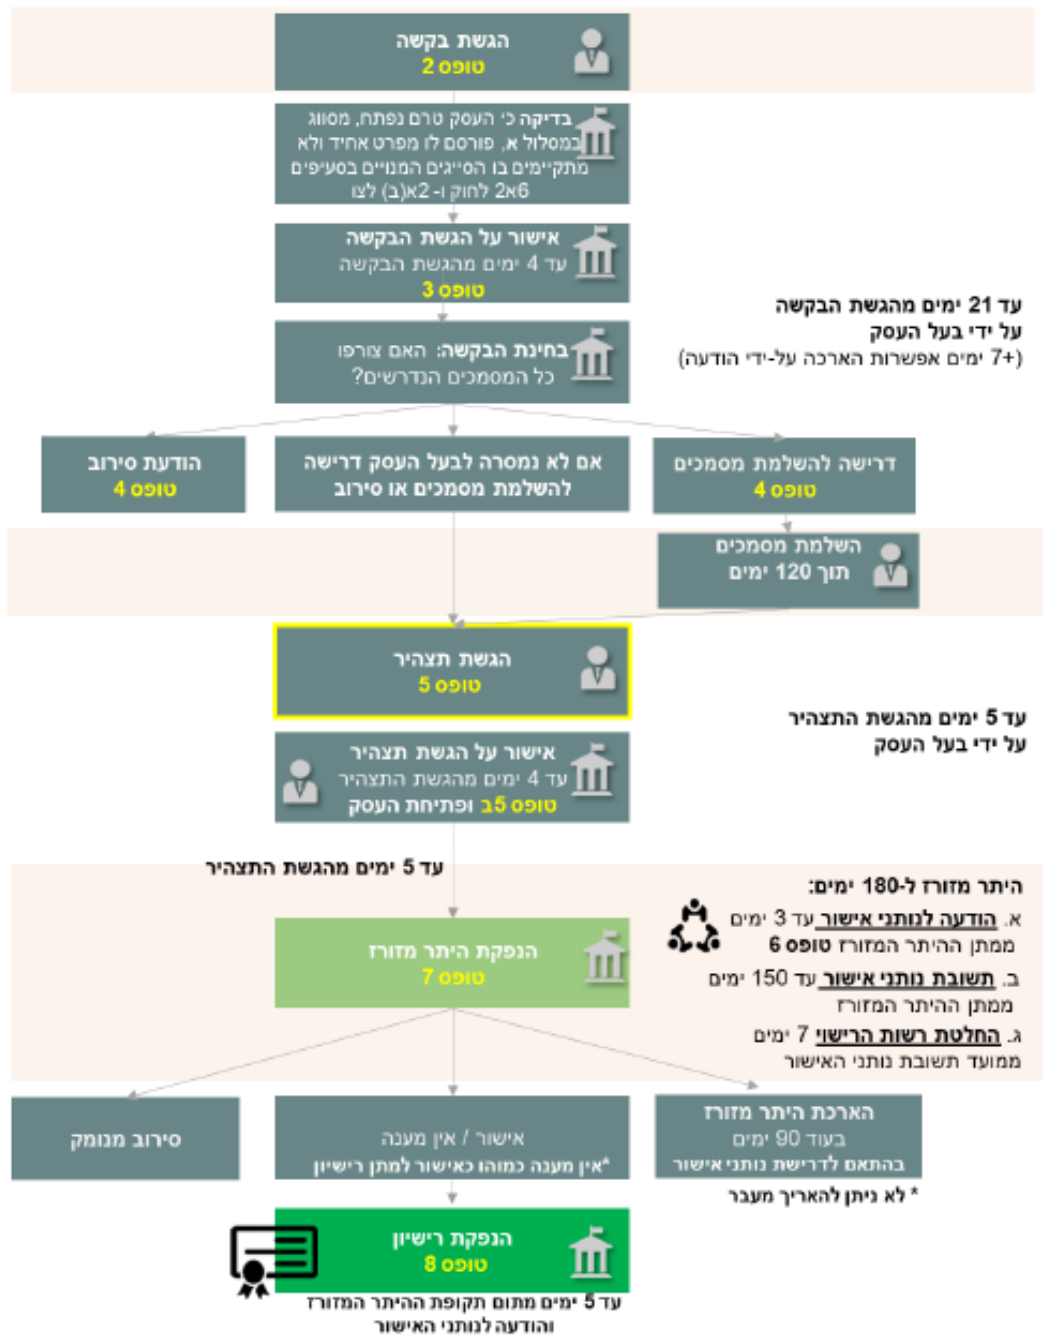 הגשת בקשה
טופס 2
בדיקה כי העסק טרם נפתח, מסווג
במסלול א, פורסם לו מפרט אחיד ולא
מתקיימים בו הסייגים המנויים בסעיפים
6א2 לחוק ו- 2א(ב) לצו
אישור על הגשת הבקשה
עד 4 ימים מהגשת הבקשה
טופס 3
עד 21 ימים מהגשת הבקשה
על ידי בעל העסק
(+7 ימים אפשרות הארכה על-ידי הודעה)
בחינת הבקשה: האם צורפו
כל המסמכים הנדרשים?
דרישה להשלמת מסמכים
טופס 4
אם לא נמסרה לבעל העסק דרישה
להשלמת מסמכים או סירוב
הודעת סירוב
טופס 4
השלמת מסמכים
תוך 120 ימים
הגשת תצהיר
טופס 5
עד 5 ימים מהגשת התצהיר
על ידי בעל העסק
אישור על הגשת תצהיר
עד 4 ימים מהגשת התצהיר
טופס 5ב ופתיחת העסק
עד 5 ימים מהגשת התצהיר
היתר מזורז ל-180 ימים:
א. הודעה לנותני אישור עד 3 ימים
ממתן ההיתר המזורז טופס 6
ב. תשובת נותני אישור עד 150 ימים
ממתן ההיתר המזורז
ג. החלטת רשות הרישוי 7 ימים
ממועד תשובת נותני האישור
הנפקת היתר מזורז
טופס 7
הארכת היתר מזורז
בעוד 90 ימים
בהתאם לדרישת נותני אישור
* לא ניתן להאריך מעבר
אישור / אין מענה
*אין מענה כמוהו כאישור למתן רישיון
סירוב מנומק
הנפקת רישיון
טופס 8
עד 5 ימים מתום תקופת ההיתר המזורז
והודעה לנותני האישור